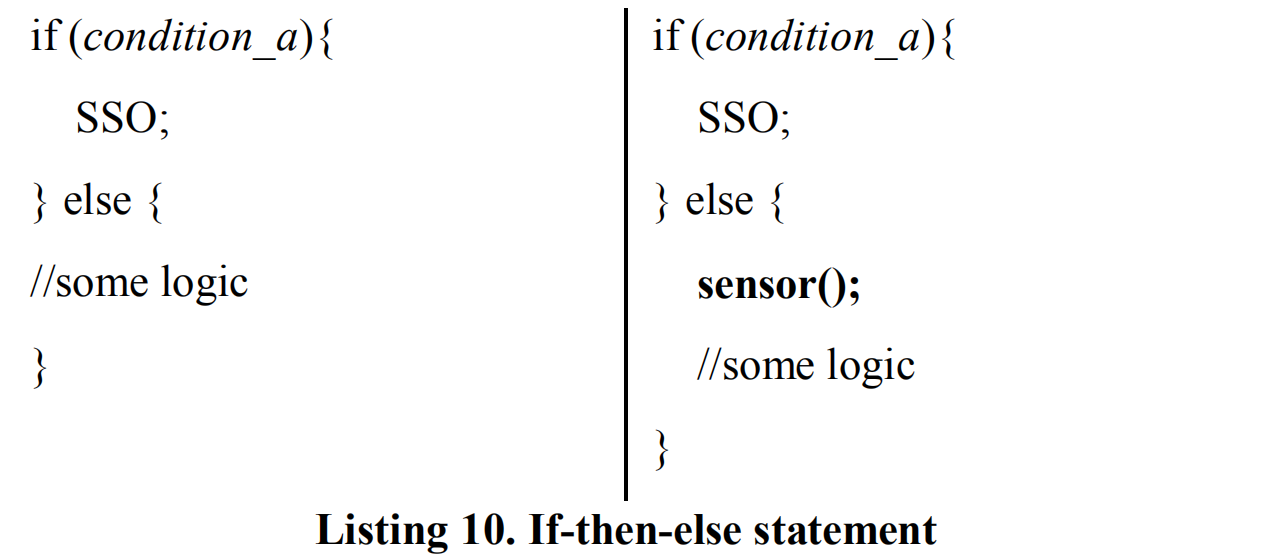 if (condition_a){
SSO;
} else {
//some logic
}
if (condition_a){
SSO;
} else {
sensor();
//some logic
}
Listing 10. If-then-else statement